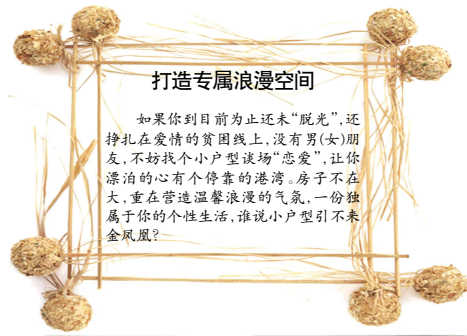 打造专属浪漫空间
如果你到目前为止还未“脱光”,还
挣扎在爱情的贫困线上,没有男(女)朋
友,不妨找个小户型谈场“恋爱”,让你
漂泊的心有个停靠的港湾。房子不在
大,重在营造温馨浪漫的气氛,一份独
属于你的个性生活,谁说小户型引不来
金凤凰?